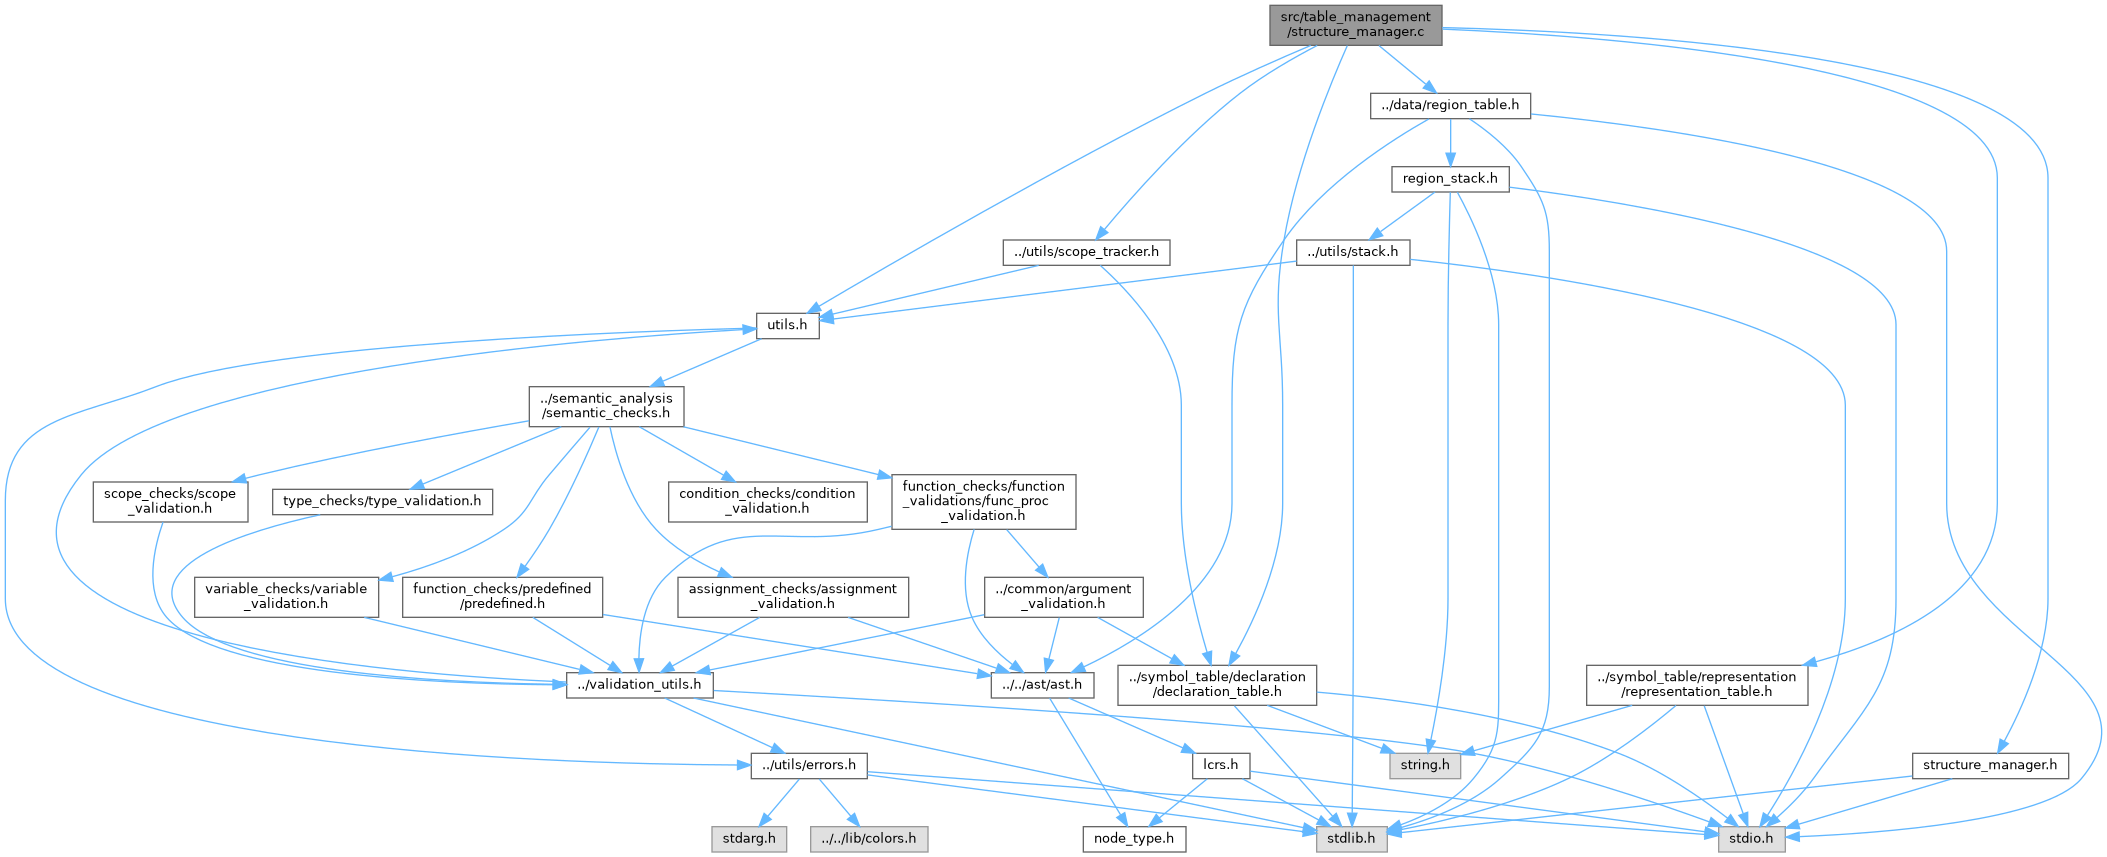 src/table_management
/structure_manager.c
../data/region_table.h
region_stack.h
../utils/scope_tracker.h
../utils/stack.h
utils.h
../semantic_analysis
/semantic_checks.h
scope_checks/scope
_validation.h
type_checks/type_validation.h
condition_checks/condition
_validation.h
function_checks/function
_validations/func_proc
_validation.h
variable_checks/variable
_validation.h
function_checks/predefined
/predefined.h
assignment_checks/assignment
_validation.h
../common/argument
_validation.h
../validation_utils.h
../../ast/ast.h
../symbol_table/declaration
/declaration_table.h
../symbol_table/representation
/representation_table.h
../utils/errors.h
lcrs.h
string.h
structure_manager.h
stdarg.h
../../lib/colors.h
node_type.h
stdlib.h
stdio.h